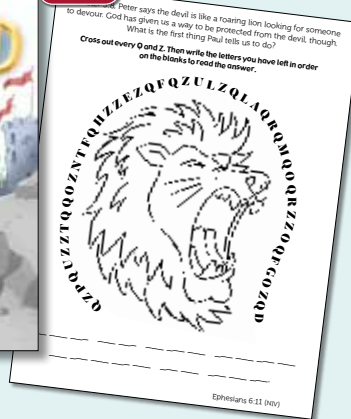 Peter says the devil is like a roaring lion looking for someone
to devour. God has given us a way to be protected from the devil, though.
What is the first thing Paul tells us to do?
Cross out every Q and Z. Then write the letters you have left in order
on the blanks to read the answer.
QZPQUZZTQQOZNTFQHZZEZQFQZULZQLAQRQMQOQRZZOQFGOZQD
Ephesians 6:11 (NIV)